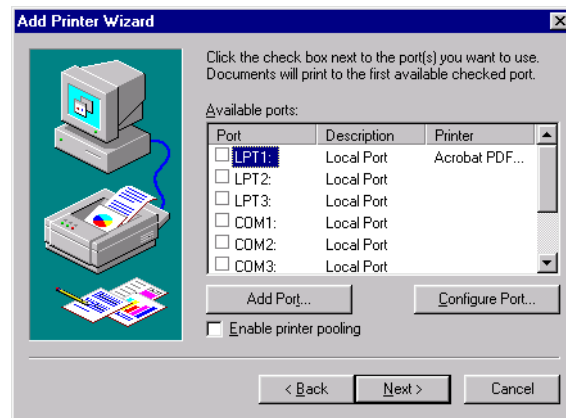 Add Printer Wizard
Click the check box next to the port(s) you want to use.
Documents will print to the first available checked port.
Available ports:
Port Description Printer
LPT1: Local Port Acrobat PDF...
LPT2: Local Port
LPT3: Local Port
COM1: Local Port
COM2: Local Port
COM3: Local Port
Add Port... Configure Port...
Enable printer pooling
< Back Next > Cancel